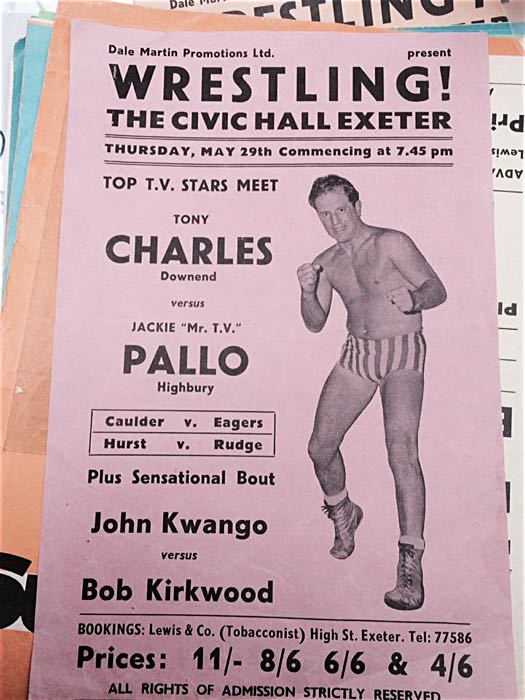 Dale
Dale Martin Promotions Ltd. present
WRESTLING!
THE CIVIC HALL EXETER
THURSDAY, MAY 29th Commencing at 7.45 pm
TOP T.V. STARS MEET
TONY
CHARLES
Downend
versus
JACKIE "Mr. T.V."
PALLO
Highbury
Caulder v. Eagers
Hurst v. Rudge
Plus Sensational Bout
John Kwango
versus
Bob Kirkwood
BOOKINGS: Lewis & Co. (Tobacconist) High St. Exeter. Tel: 77586
Prices: 11/- 8/6 6/6 & 4/6
ALL RIGHTS OF ADMISSION STRICTLY RESERVED